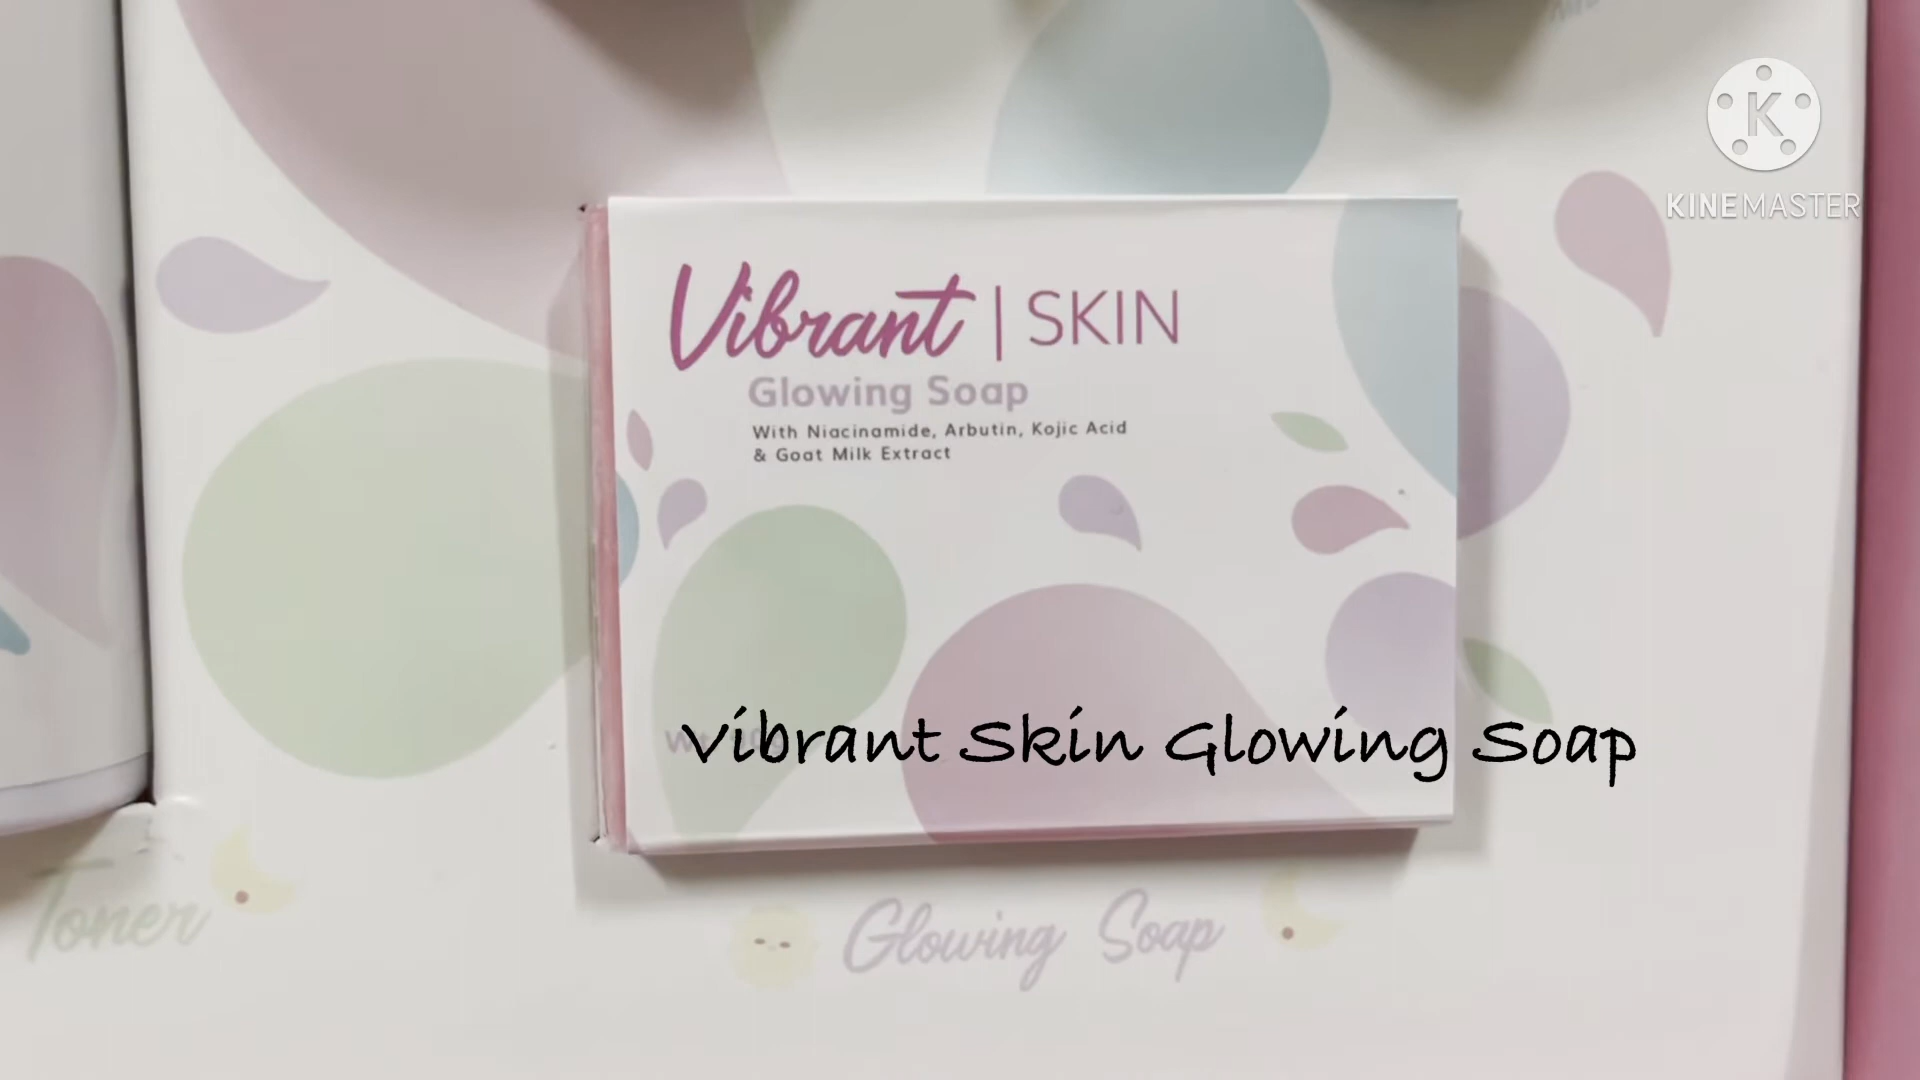 K
KINEMASTER
Vibrant | SKIN
Glowing Soap
With Niacinamide, Arbutin, Kojic Acid
& Goat Milk Extract
Vibrant Skin Glowing Soap
Toner
Glowing Soap